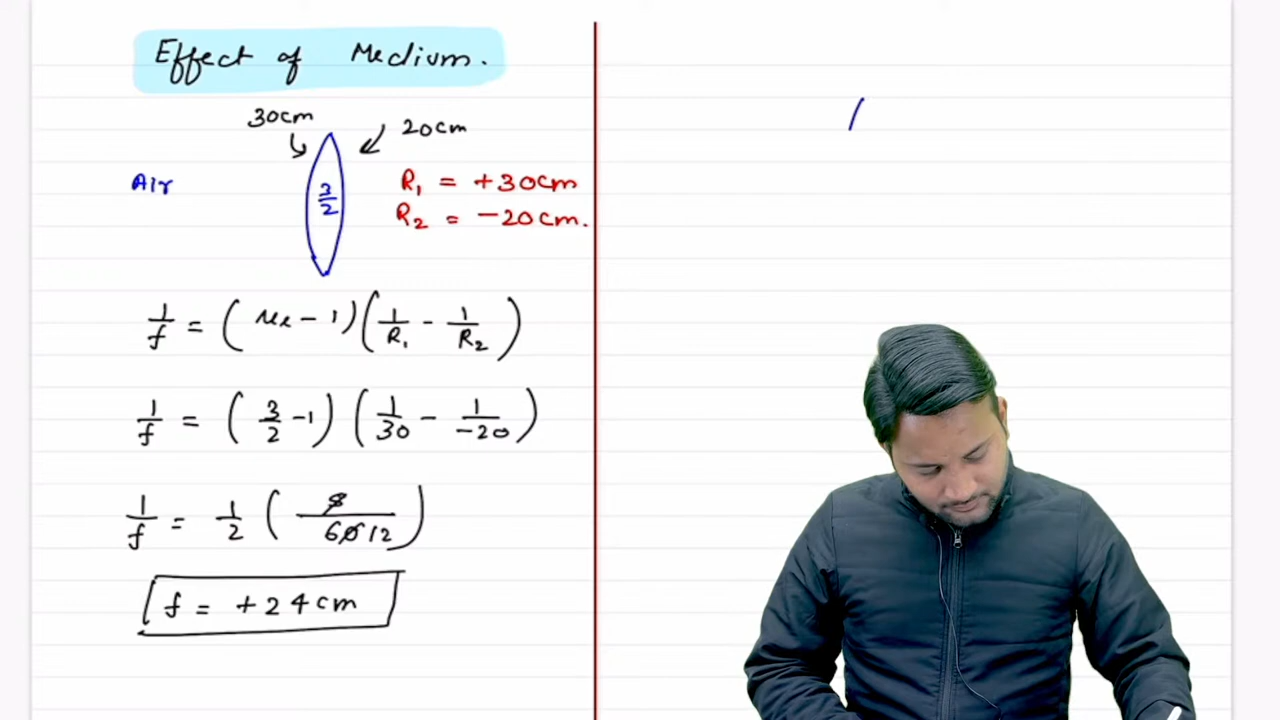 Effect of Medium.
30cm
20cm
Air
3/2
R₁ = +30cm
R₂ = -20cm.
1/f = (μr - 1)(1/R₁ - 1/R₂)
1/f = (3/2 - 1)(1/30 - 1/-20)
1/f = 1/2 (5/60 12)
f = +24cm